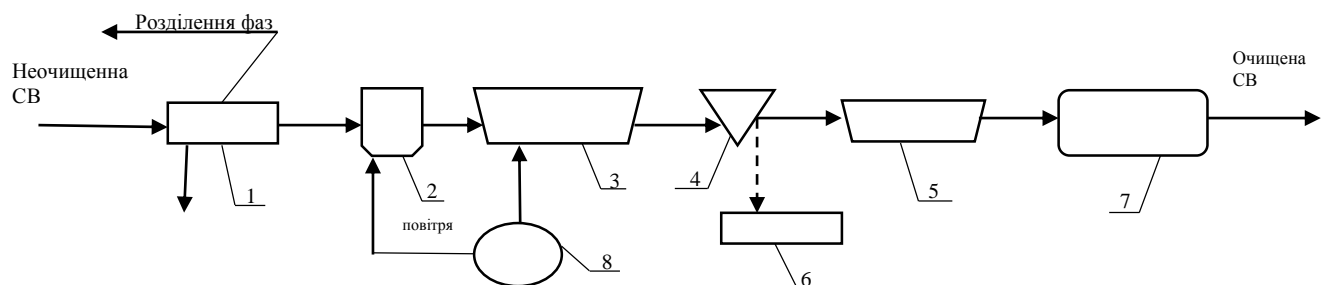 Розділення фаз
Неочищенна
СВ
Очищена
СВ
1
2
3
4
5
7
повітря
8
6